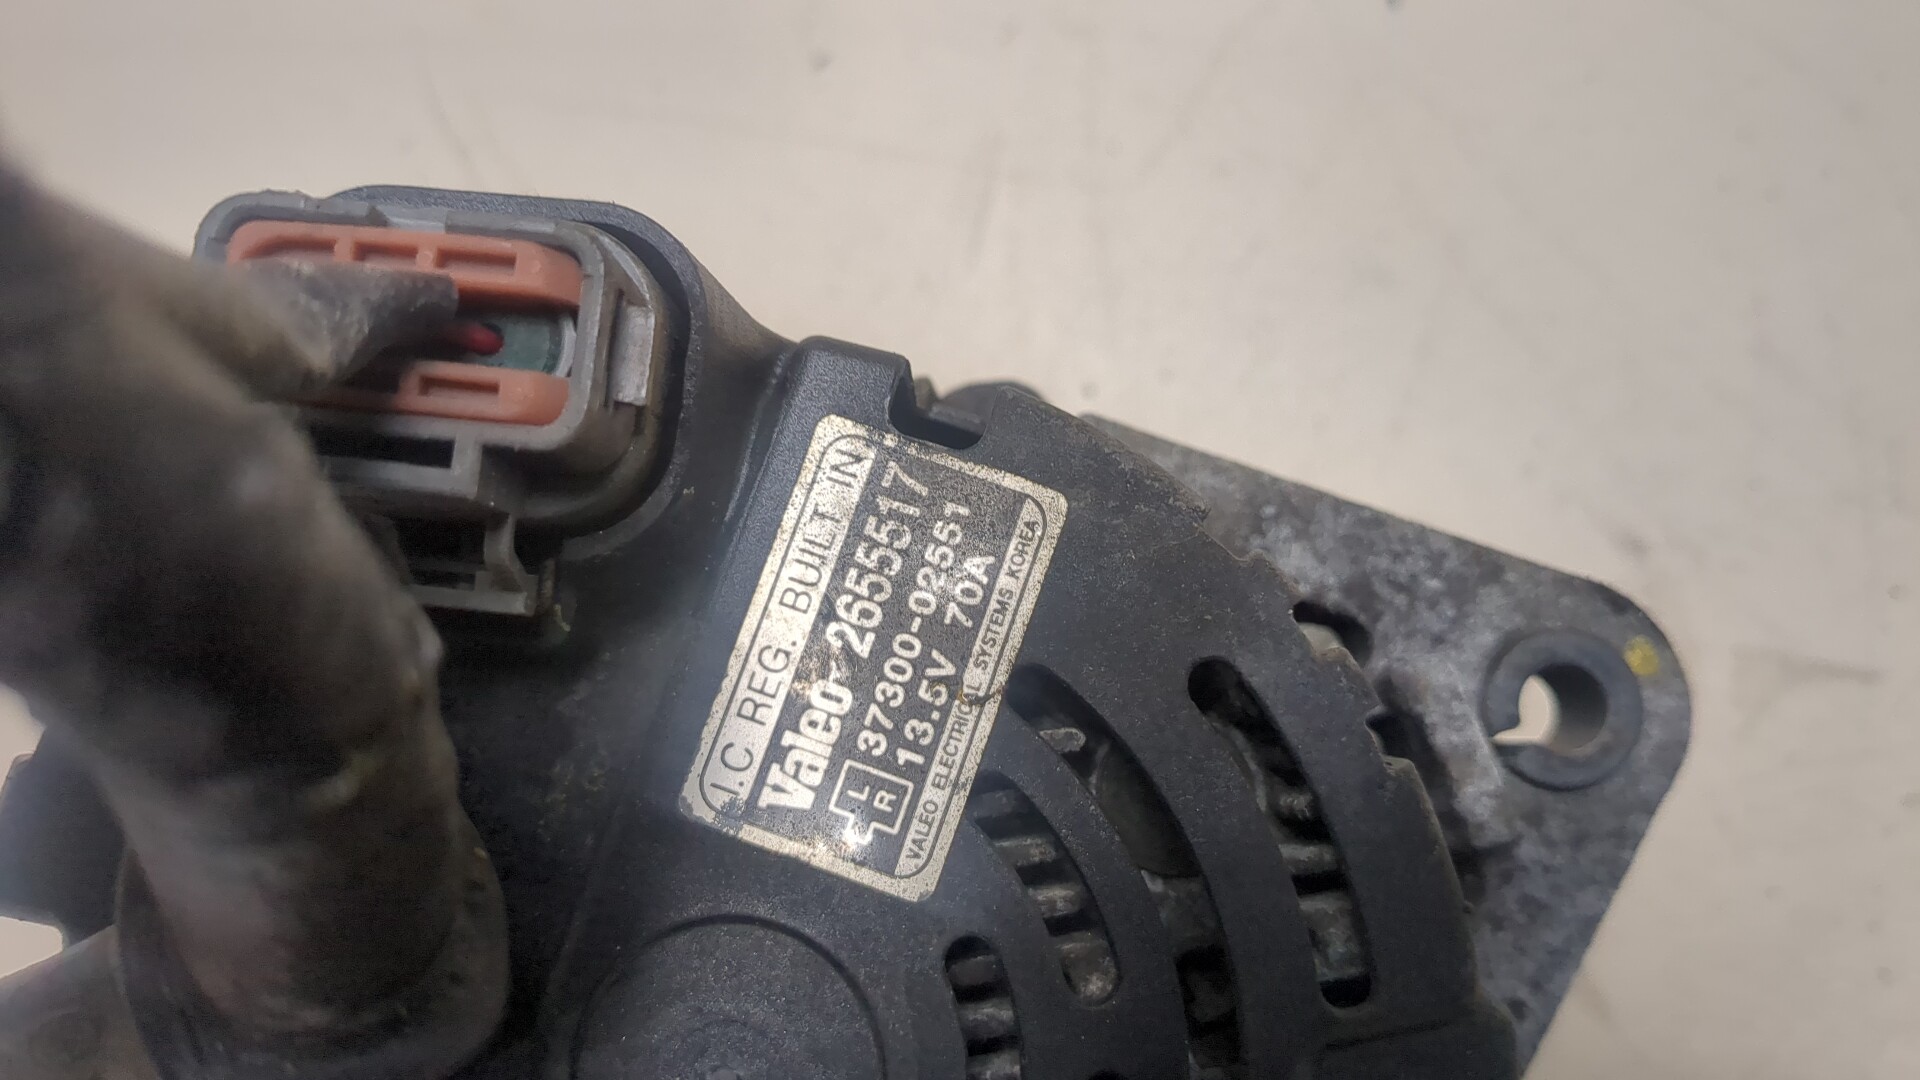 I.C REG. BUILT IN
Valeo 2655517
37300-02551
L
R
13.5V 70A
VALEO ELECTRICAL SYSTEMS KOREA